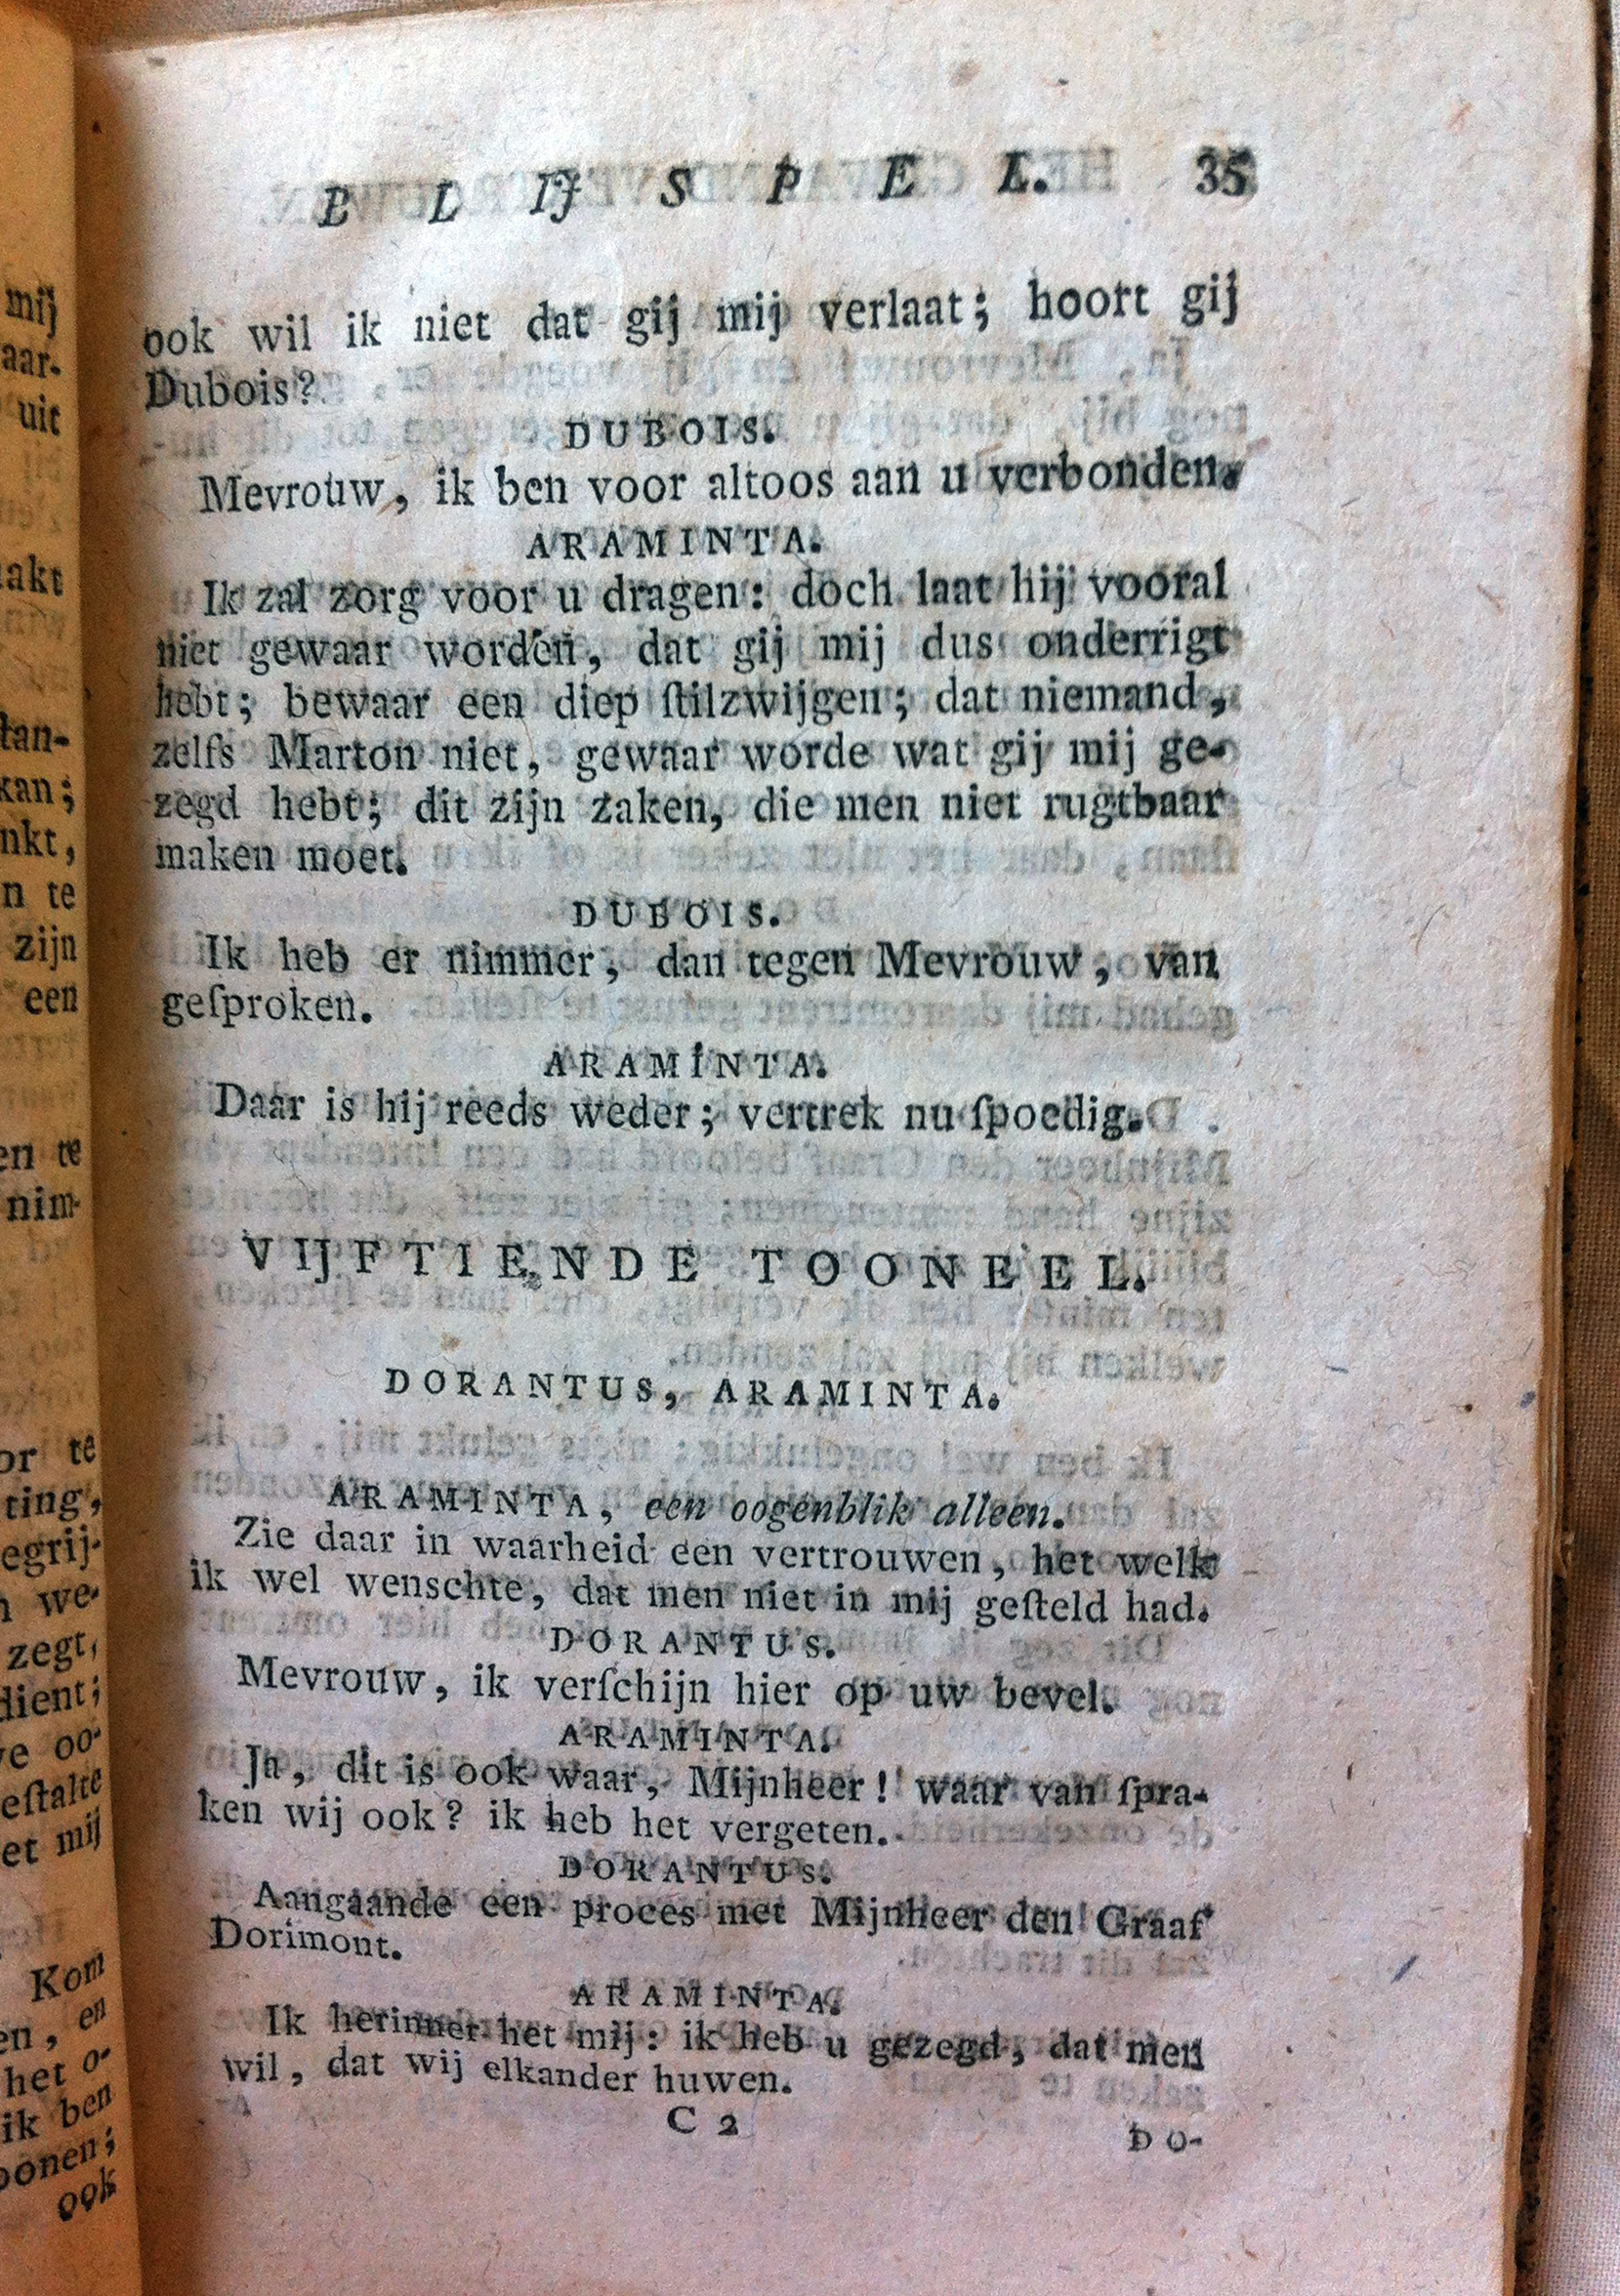 BLIJSPEL. 35
ook wil ik niet dat gij mij verlaat; hoort gij
Dubois?
DUBOIS.
Mevrouw, ik ben voor altoos aan u verbonden.
ARAMINTA.
Ik zal zorg voor u dragen: doch laat hij vooral
niet gewaar worden, dat gij mij dus onderrigt
hebt; bewaar een diep ſtilzwijgen; dat niemand,
zelfs Marton niet, gewaar worde wat gij mij ge-
zegd hebt; dit zijn zaken, die men niet rugtbaar
maken moet.
DUBOIS.
Ik heb er nimmer, dan tegen Mevrouw, van
geſproken.
ARAMINTA.
Daar is hij reeds weder; vertrek nu ſpoedig.
VIJFTIENDE TOONEEL.
DORANTUS, ARAMINTA.
ARAMINTA, een oogenblik alleen.
Zie daar in waarheid een vertrouwen, het welk
ik wel wenschte, dat men niet in mij geſteld had.
DORANTUS.
Mevrouw, ik verſchijn hier op uw bevel.
ARAMINTA.
Ja, dit is ook waar, Mijnheer! waar van ſpra-
ken wij ook? ik heb het vergeten.
DORANTUS.
Aangaande een proces met Mijnheer den Graaf
Dorimont.
ARAMINTA.
Ik herinner het mij: ik heb u gezegd, dat men
wil, dat wij elkander huwen.
C 2
DO-